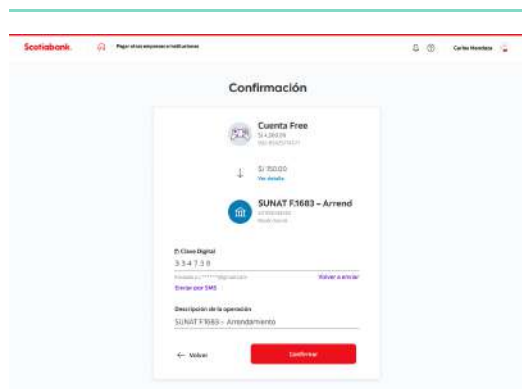 Scotiabank.
Pagar otras empresas e instituciones
Carlos Mendoza
Confirmación
Cuenta Free
↓ S/ 150.00
Ver detalle
SUNAT F.1683 – Arrend
Clave Digital
334738
Volver a enviar
Enviar por SMS
Descripción de la operación
SUNAT F.1683 – Arrendamiento
← Volver
Confirmar